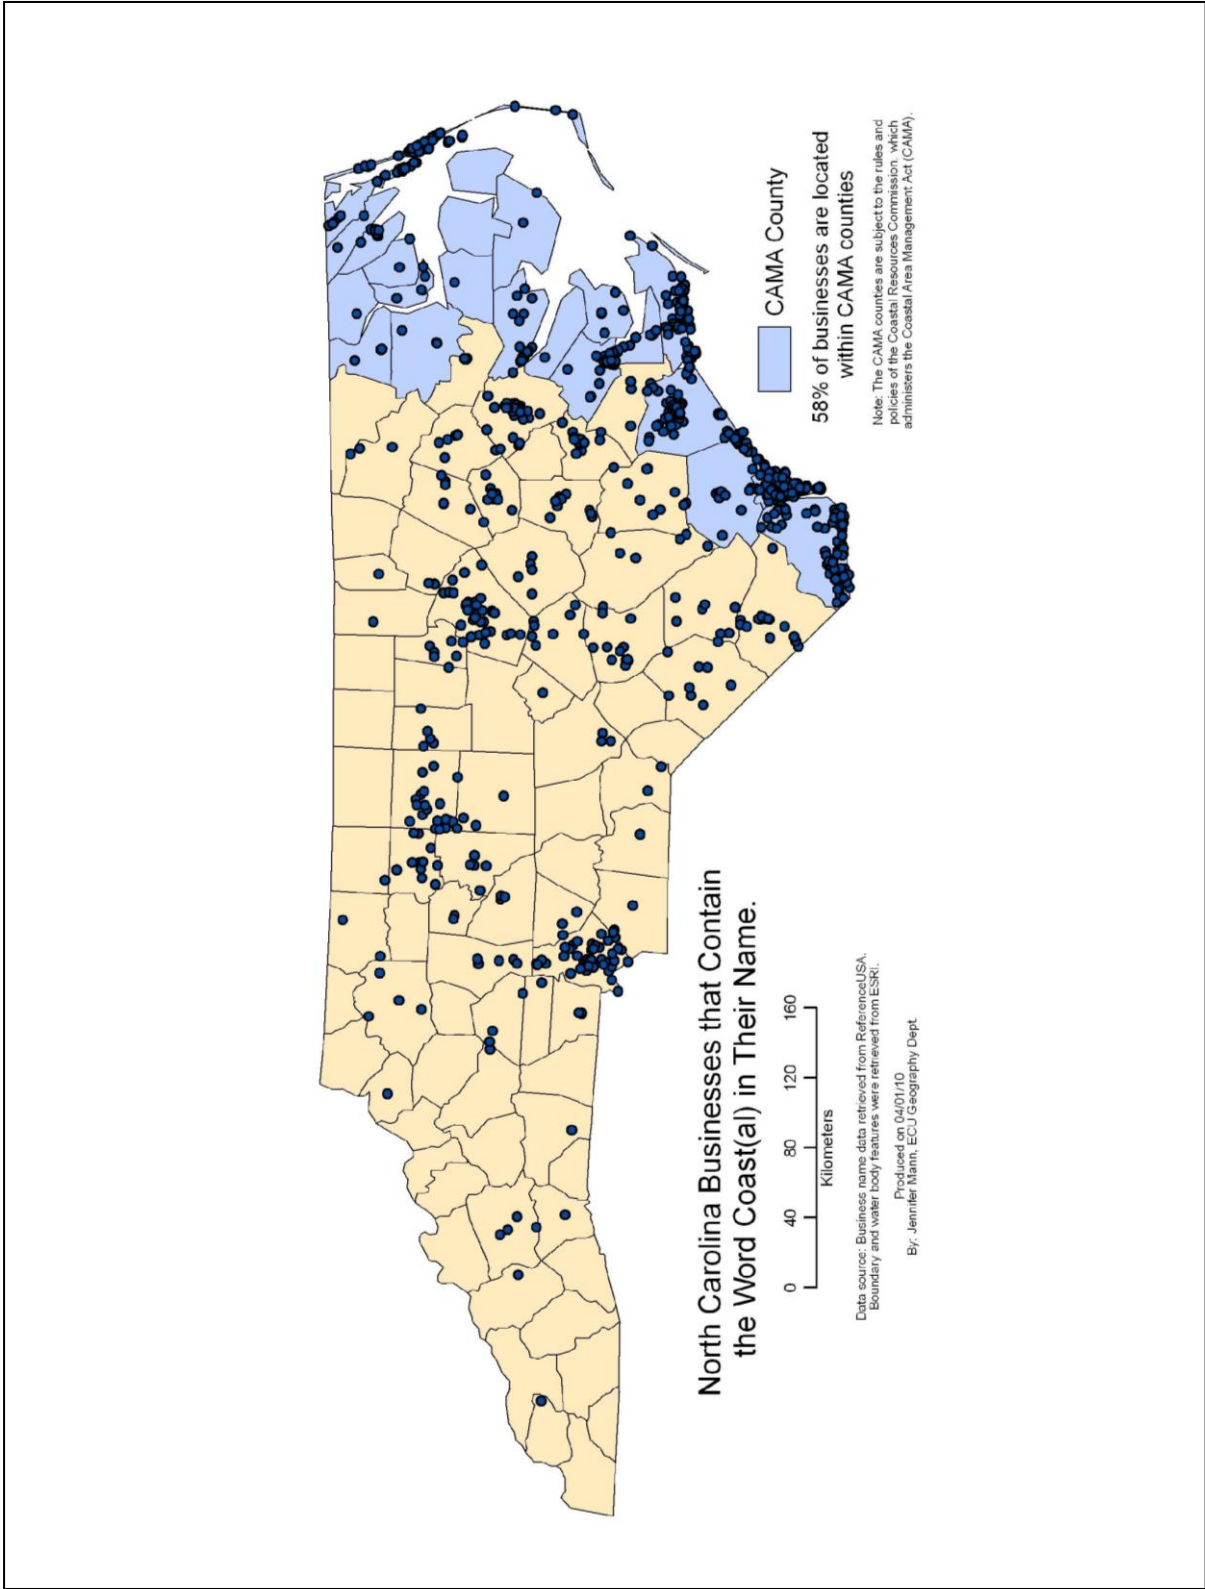 North Carolina Businesses that Contain
the Word Coast(al) in Their Name.
0 40 80 120 160
Kilometers
Data source: Business name data retrieved from ReferenceUSA.
Boundary and water body features were retrieved from ESRI.
Produced on 04/01/10
By: Jennifer Mann, ECU Geography Dept
CAMA County
58% of businesses are located
within CAMA counties
Note: The CAMA counties are subject to the rules and
policies of the Coastal Resources Commission, which
administers the Coastal Area Management Act (CAMA).